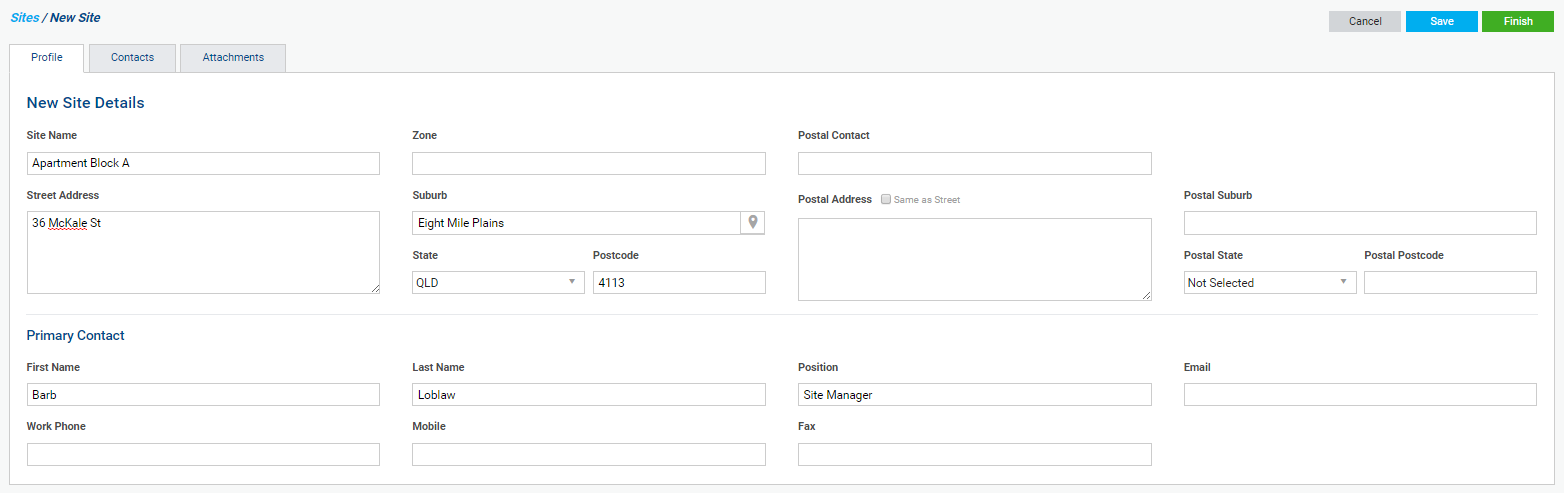 Sites / New Site
Cancel Save Finish
Profile Contacts Attachments
New Site Details
Site Name Zone Postal Contact
Apartment Block A
Street Address Suburb Postal Address Same as Street Postal Suburb
36 McKale St Eight Mile Plains
State Postcode Postal State Postal Postcode
QLD 4113 Not Selected
Primary Contact
First Name Last Name Position Email
Barb Loblaw Site Manager
Work Phone Mobile Fax